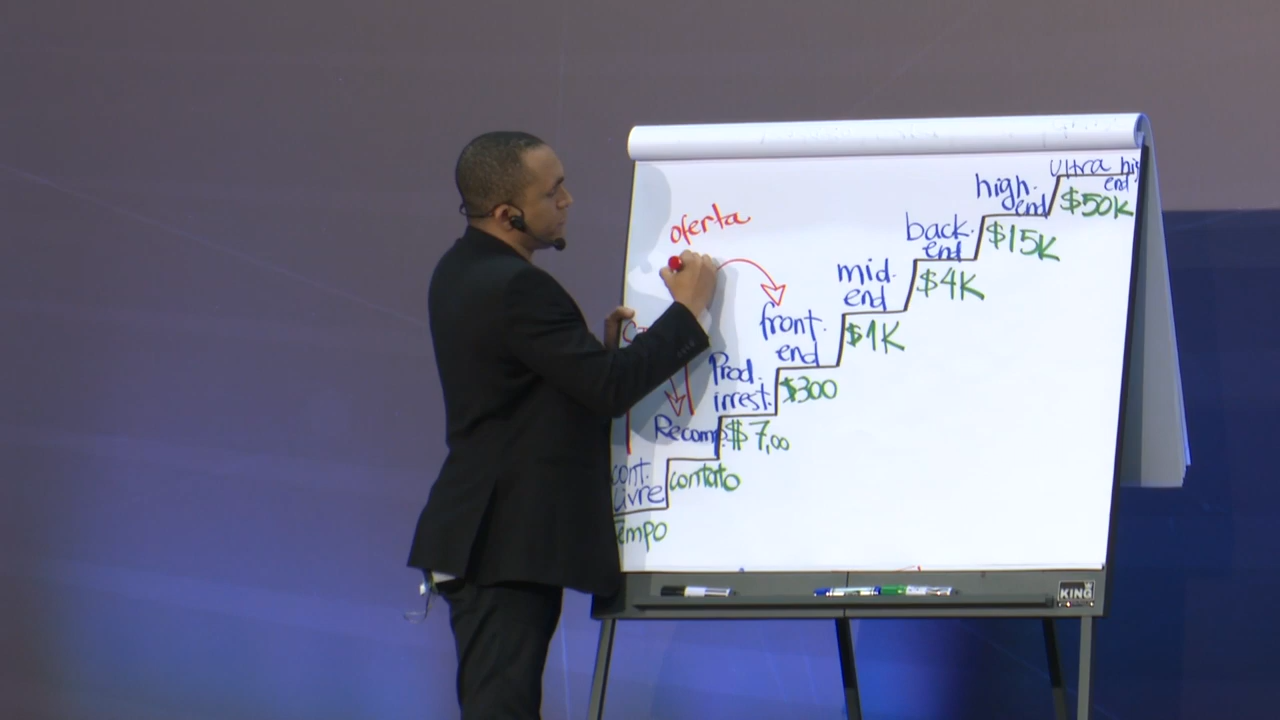 Ultra hig
end
$50K
high.
end
$15K
back.
end
$4K
mid.
end
$1K
oferta
front.
end
$300
Prod.
irrest.
$7,00
Recomp
contato
cont.
Livre
empo
KING